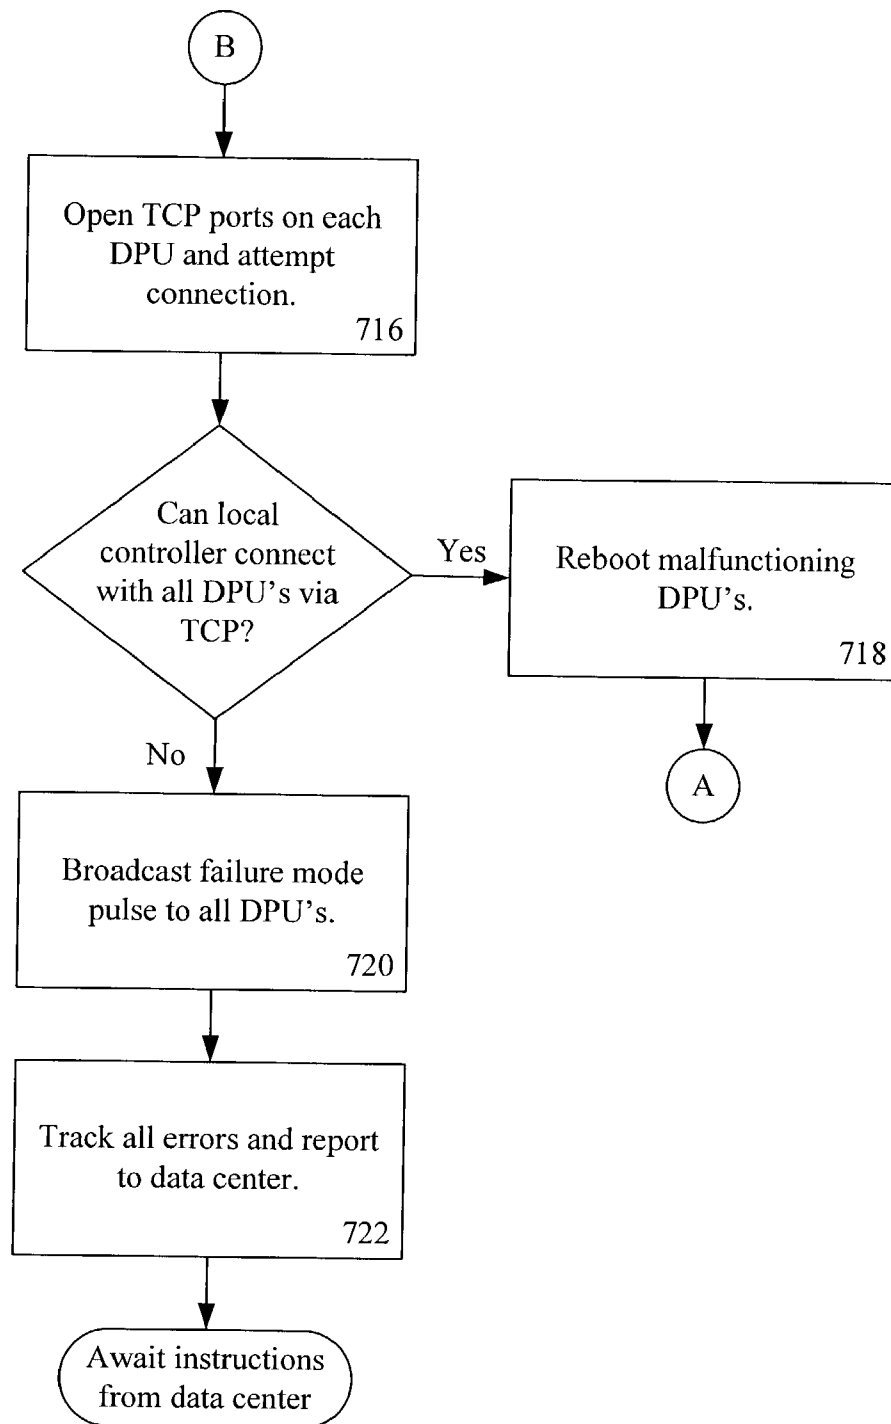 B
Open TCP ports on each
DPU and attempt
connection.
716
Can local
controller connect
with all DPU's via
TCP?
Yes
Reboot malfunctioning
DPU's.
718
A
No
Broadcast failure mode
pulse to all DPU's.
720
Track all errors and report
to data center.
722
Await instructions
from data center